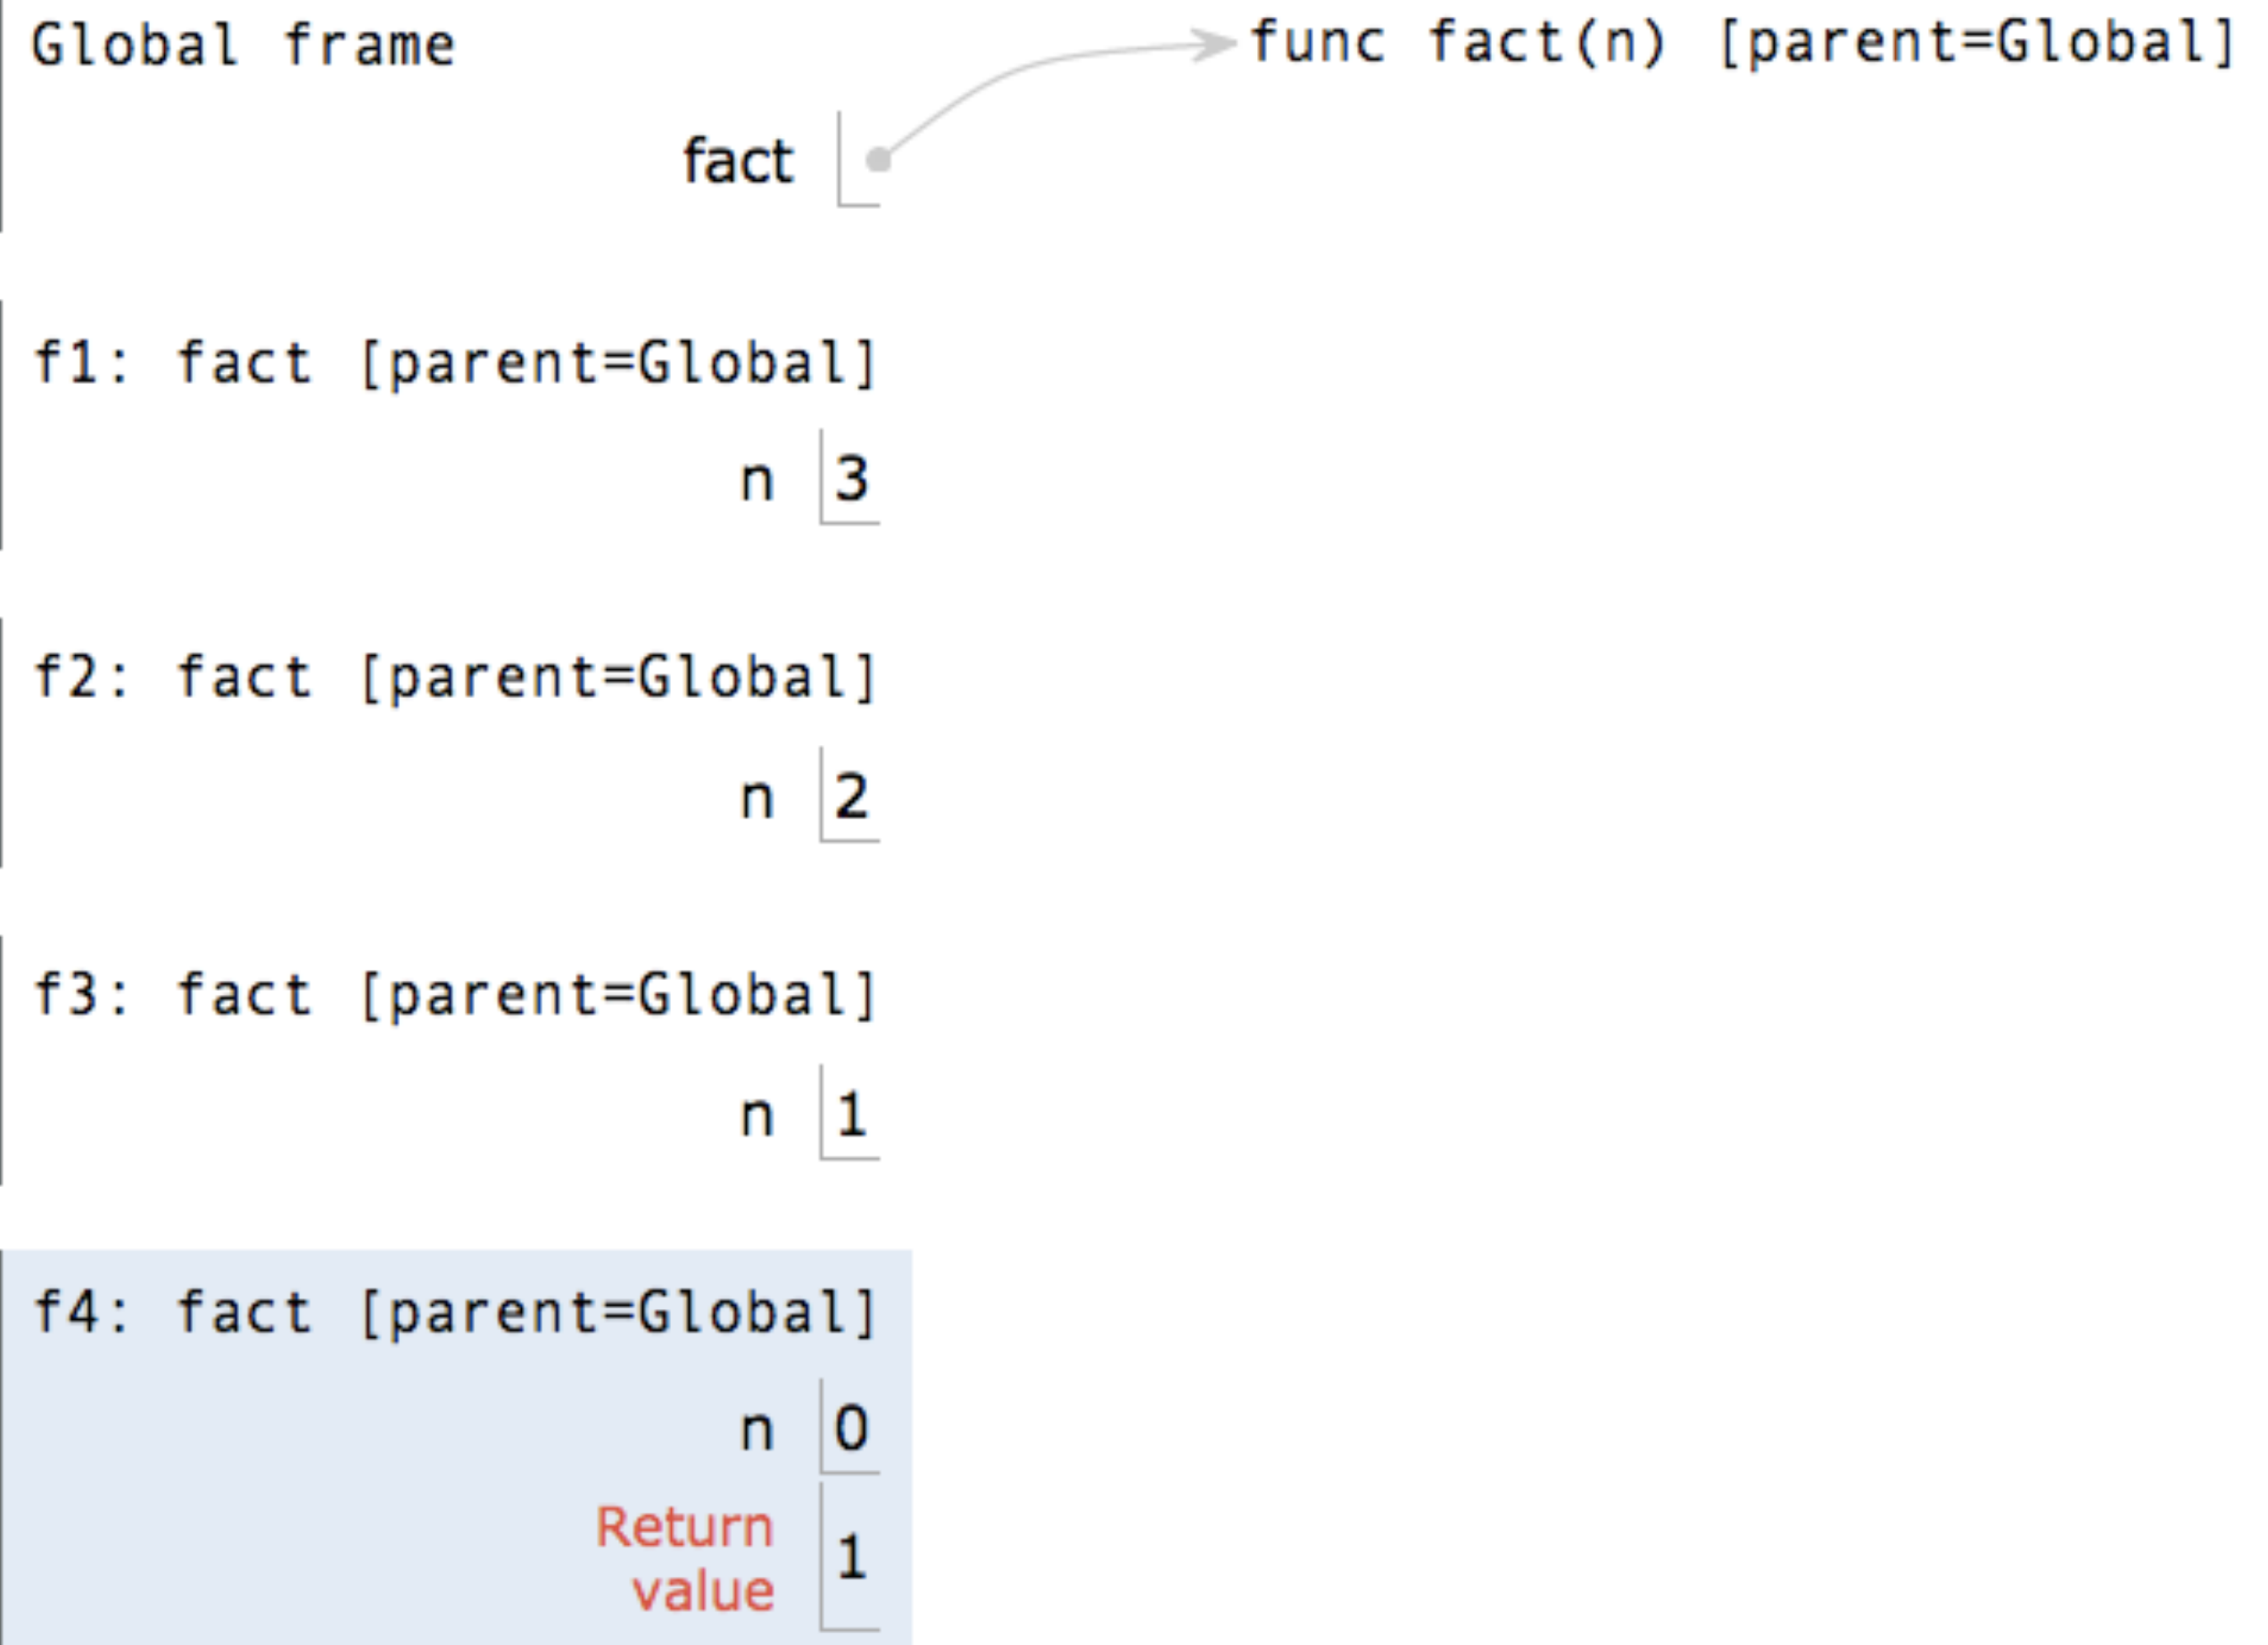 Global frame
func fact(n) [parent=Global]
fact
f1: fact [parent=Global]
n 3
f2: fact [parent=Global]
n 2
f3: fact [parent=Global]
n 1
f4: fact [parent=Global]
n 0
Return
value 1